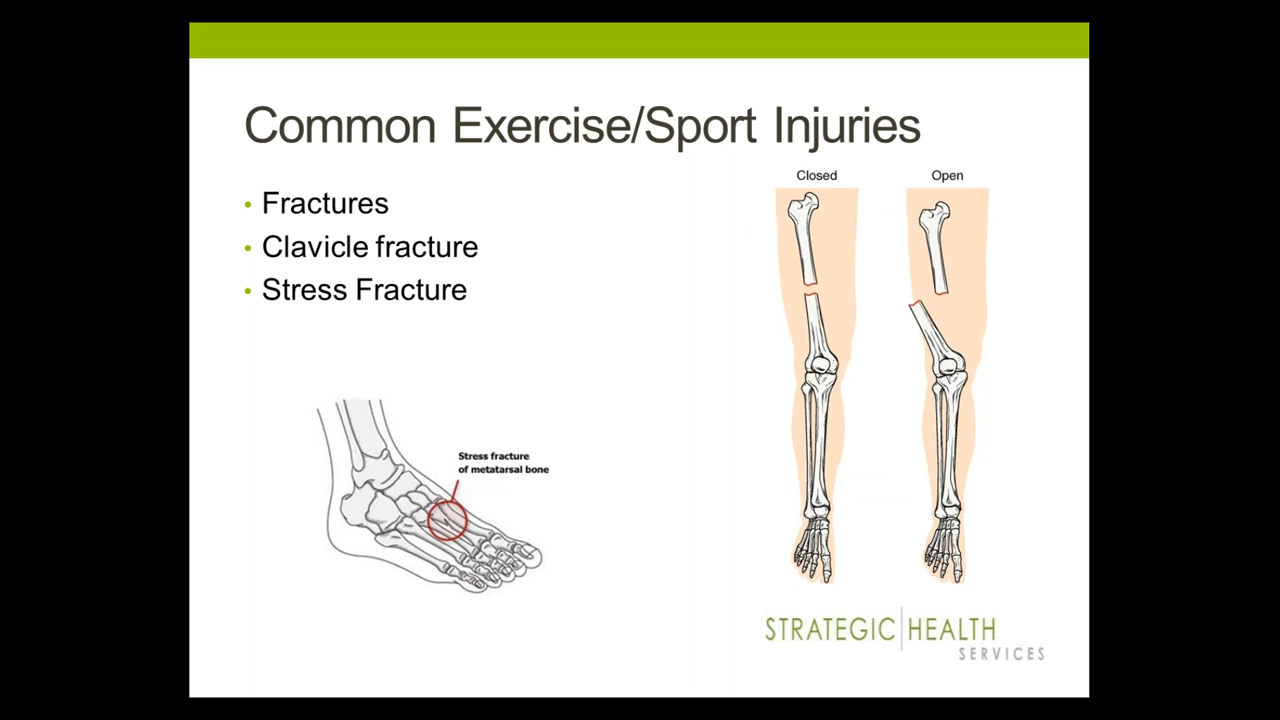 Common Exercise/Sport Injuries
• Fractures
• Clavicle fracture
• Stress Fracture
Closed
Open
Stress fracture
of metatarsal bone
STRATEGIC HEALTH
SERVICES